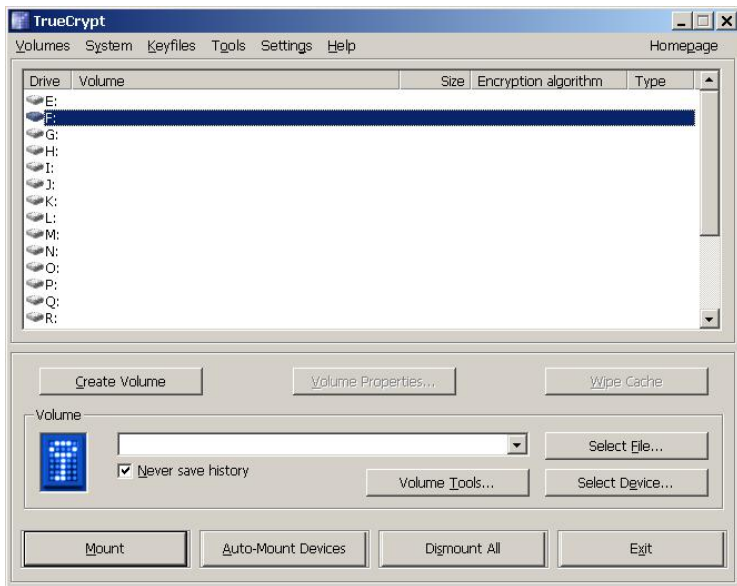 TrueCrypt
Volumes System Keyfiles Tools Settings Help Homepage
Drive Volume Size Encryption algorithm Type
E:
F:
G:
H:
I:
J:
K:
L:
M:
N:
O:
P:
Q:
R:
Create Volume Volume Properties... Wipe Cache
Volume
Select File...
Never save history
Volume Tools... Select Device...
Mount Auto-Mount Devices Dismount All Exit